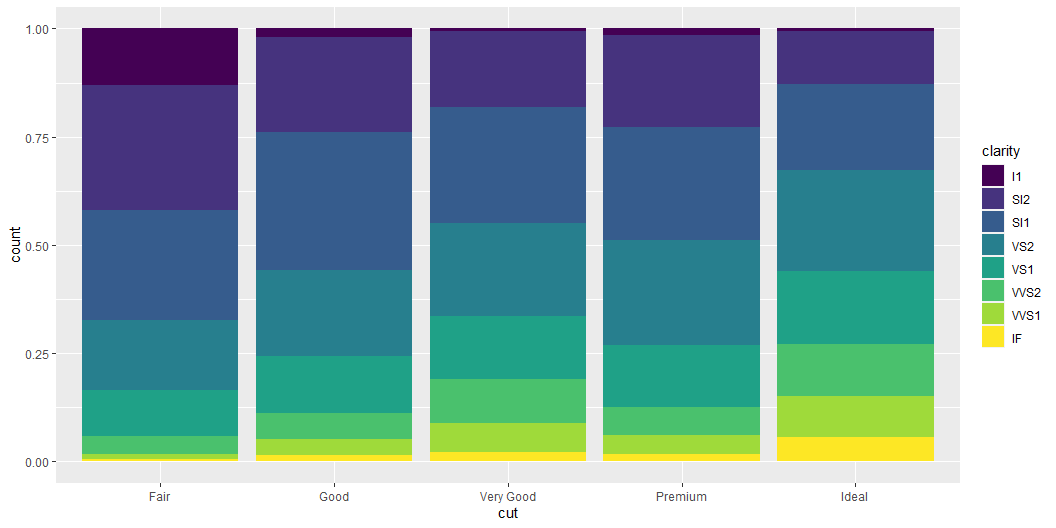 1.00
0.75
0.50
0.25
0.00
count
Fair Good Very Good Premium Ideal
cut
clarity
I1
SI2
SI1
VS2
VS1
VVS2
VVS1
IF